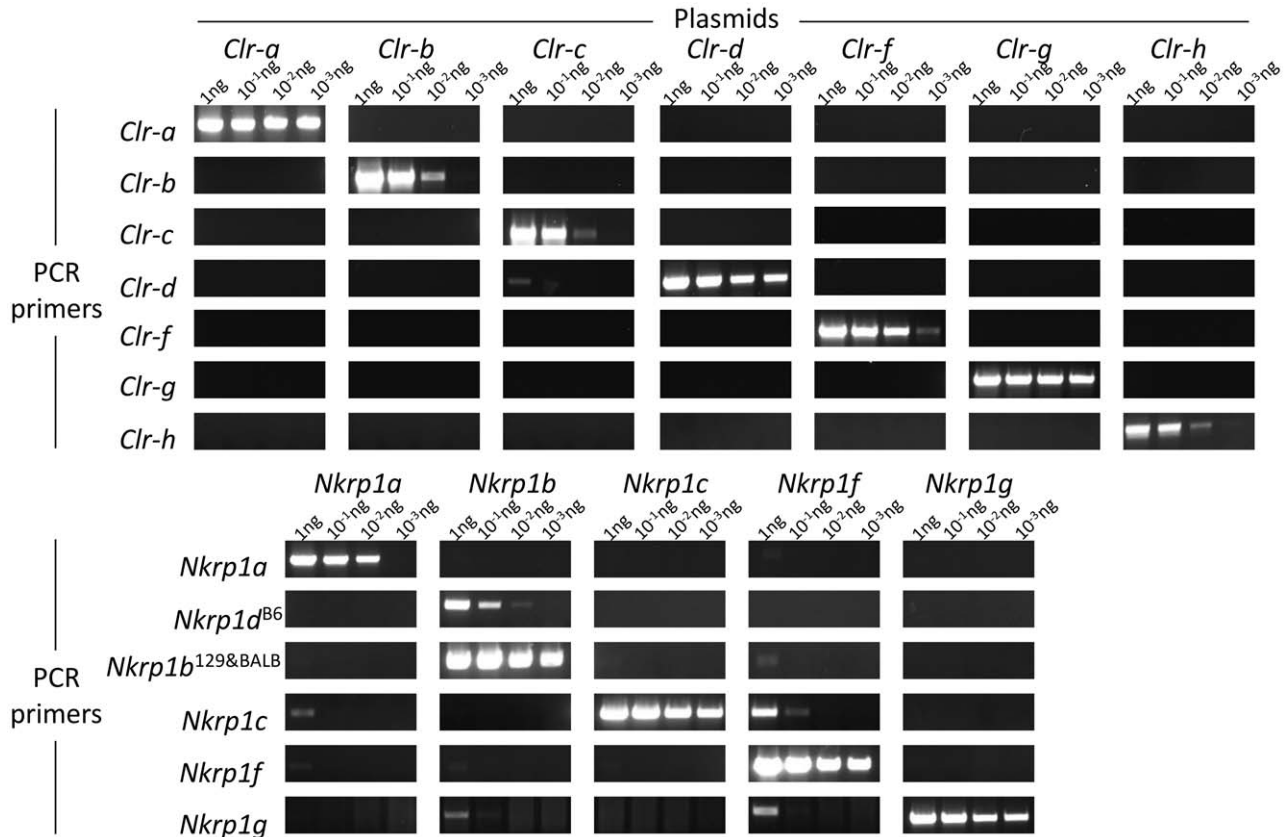 Plasmids
Clr-a Clr-b Clr-c Clr-d Clr-f Clr-g Clr-h
1ng 10-1ng 10-2ng 10-3ng 1ng 10-1ng 10-2ng 10-3ng 1ng 10-1ng 10-2ng 10-3ng 1ng 10-1ng 10-2ng 10-3ng 1ng 10-1ng 10-2ng 10-3ng 1ng 10-1ng 10-2ng 10-3ng 1ng 10-1ng 10-2ng 10-3ng
Clr-a
Clr-b
Clr-c
PCR
primers
Clr-d
Clr-f
Clr-g
Clr-h
Nkrp1a Nkrp1b Nkrp1c Nkrp1f Nkrp1g
1ng 10-1ng 10-2ng 10-3ng 1ng 10-1ng 10-2ng 10-3ng 1ng 10-1ng 10-2ng 10-3ng 1ng 10-1ng 10-2ng 10-3ng 1ng 10-1ng 10-2ng 10-3ng
Nkrp1a
Nkrp1dB6
Nkrp1b129&BALB
PCR
primers
Nkrp1c
Nkrp1f
Nkrp1g